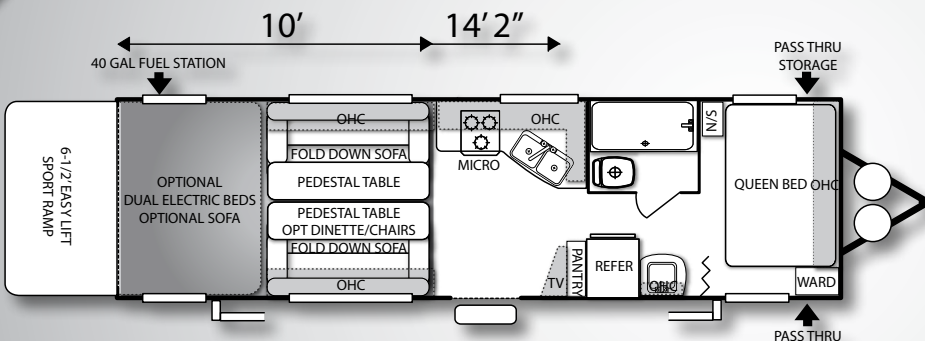 10’
14’ 2”
40 GAL FUEL STATION
PASS THRU
STORAGE
6-1/2’ EASY LIFT
SPORT RAMP
OPTIONAL
DUAL ELECTRIC BEDS
OPTIONAL SOFA
OHC
FOLD DOWN SOFA
PEDESTAL TABLE
PEDESTAL TABLE
OPT DINETTE/CHAIRS
FOLD DOWN SOFA
OHC
OHC
MICRO
N/S
QUEEN BED
OHC
TV
PANTRY
REFER
OHC
WARD
PASS THRU